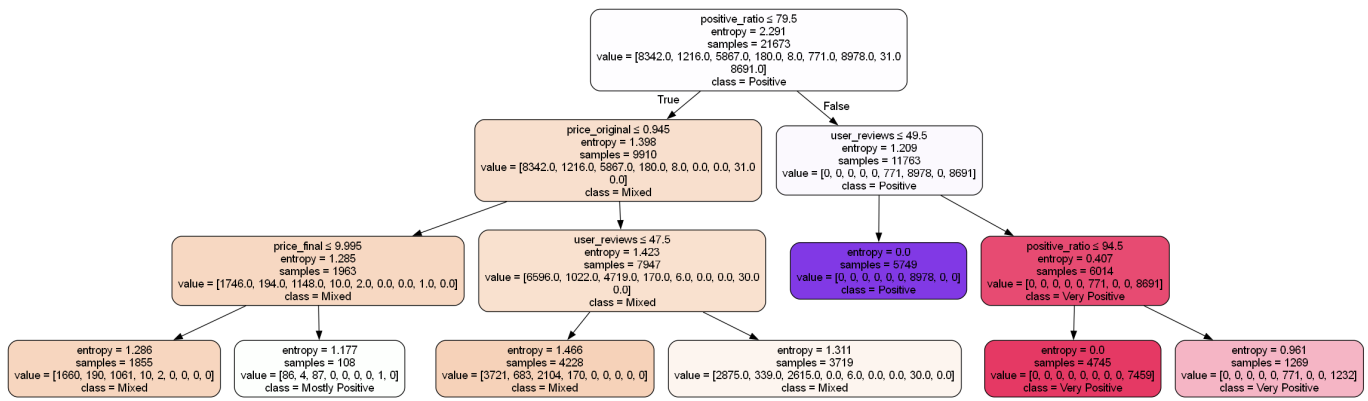 positive_ratio ≤ 79.5
entropy = 2.291
samples = 21673
value = [8342.0, 1216.0, 5867.0, 180.0, 8.0, 771.0, 8978.0, 31.0
8691.0]
class = Positive
True
False
price_original ≤ 0.945
entropy = 1.398
samples = 9910
value = [8342.0, 1216.0, 5867.0, 180.0, 8.0, 0.0, 0.0, 31.0
0.0]
class = Mixed
user_reviews ≤ 49.5
entropy = 1.209
samples = 11763
value = [0, 0, 0, 0, 0, 771, 8978, 0, 8691]
class = Positive
price_final ≤ 9.995
entropy = 1.285
samples = 1963
value = [1746.0, 194.0, 1148.0, 10.0, 2.0, 0.0, 0.0, 1.0, 0.0]
class = Mixed
user_reviews ≤ 47.5
entropy = 1.423
samples = 7947
value = [6596.0, 1022.0, 4719.0, 170.0, 6.0, 0.0, 0.0, 30.0
0.0]
class = Mixed
entropy = 0.0
samples = 5749
value = [0, 0, 0, 0, 0, 0, 8978, 0, 0]
class = Positive
positive_ratio ≤ 94.5
entropy = 0.407
samples = 6014
value = [0, 0, 0, 0, 0, 771, 0, 0, 8691]
class = Very Positive
entropy = 1.286
samples = 1855
value = [1660, 190, 1061, 10, 2, 0, 0, 0, 0]
class = Mixed
entropy = 1.177
samples = 108
value = [86, 4, 87, 0, 0, 0, 0, 1, 0]
class = Mostly Positive
entropy = 1.466
samples = 4228
value = [3721, 683, 2104, 170, 0, 0, 0, 0, 0]
class = Mixed
entropy = 1.311
samples = 3719
value = [2875.0, 339.0, 2615.0, 0.0, 6.0, 0.0, 0.0, 30.0, 0.0]
class = Mixed
entropy = 0.0
samples = 4745
value = [0, 0, 0, 0, 0, 0, 0, 0, 7459]
class = Very Positive
entropy = 0.961
samples = 1269
value = [0, 0, 0, 0, 0, 771, 0, 0, 1232]
class = Very Positive